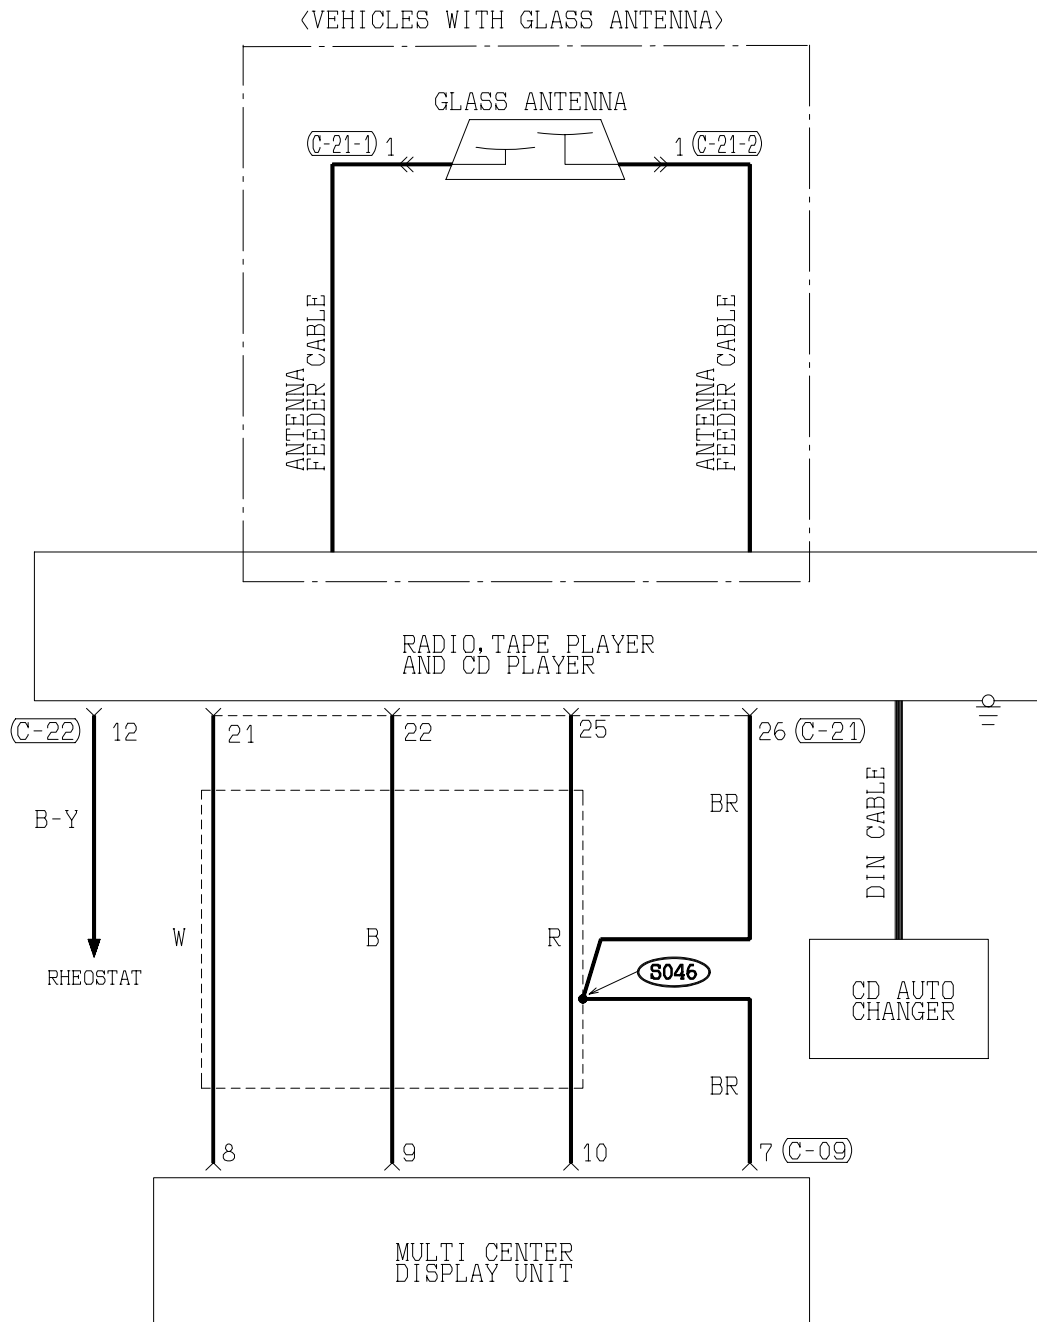 〈VEHICLES WITH GLASS ANTENNA〉
GLASS ANTENNA
(C-21-1) 1
1 (C-21-2)
ANTENNA
FEEDER CABLE
ANTENNA
FEEDER CABLE
RADIO, TAPE PLAYER
AND CD PLAYER
(C-22) 12
21
22
25
26 (C-21)
B-Y
BR
DIN CABLE
W
B
R
RHEOSTAT
S046
CD AUTO
CHANGER
BR
8
9
10
7 (C-09)
MULTI CENTER
DISPLAY UNIT